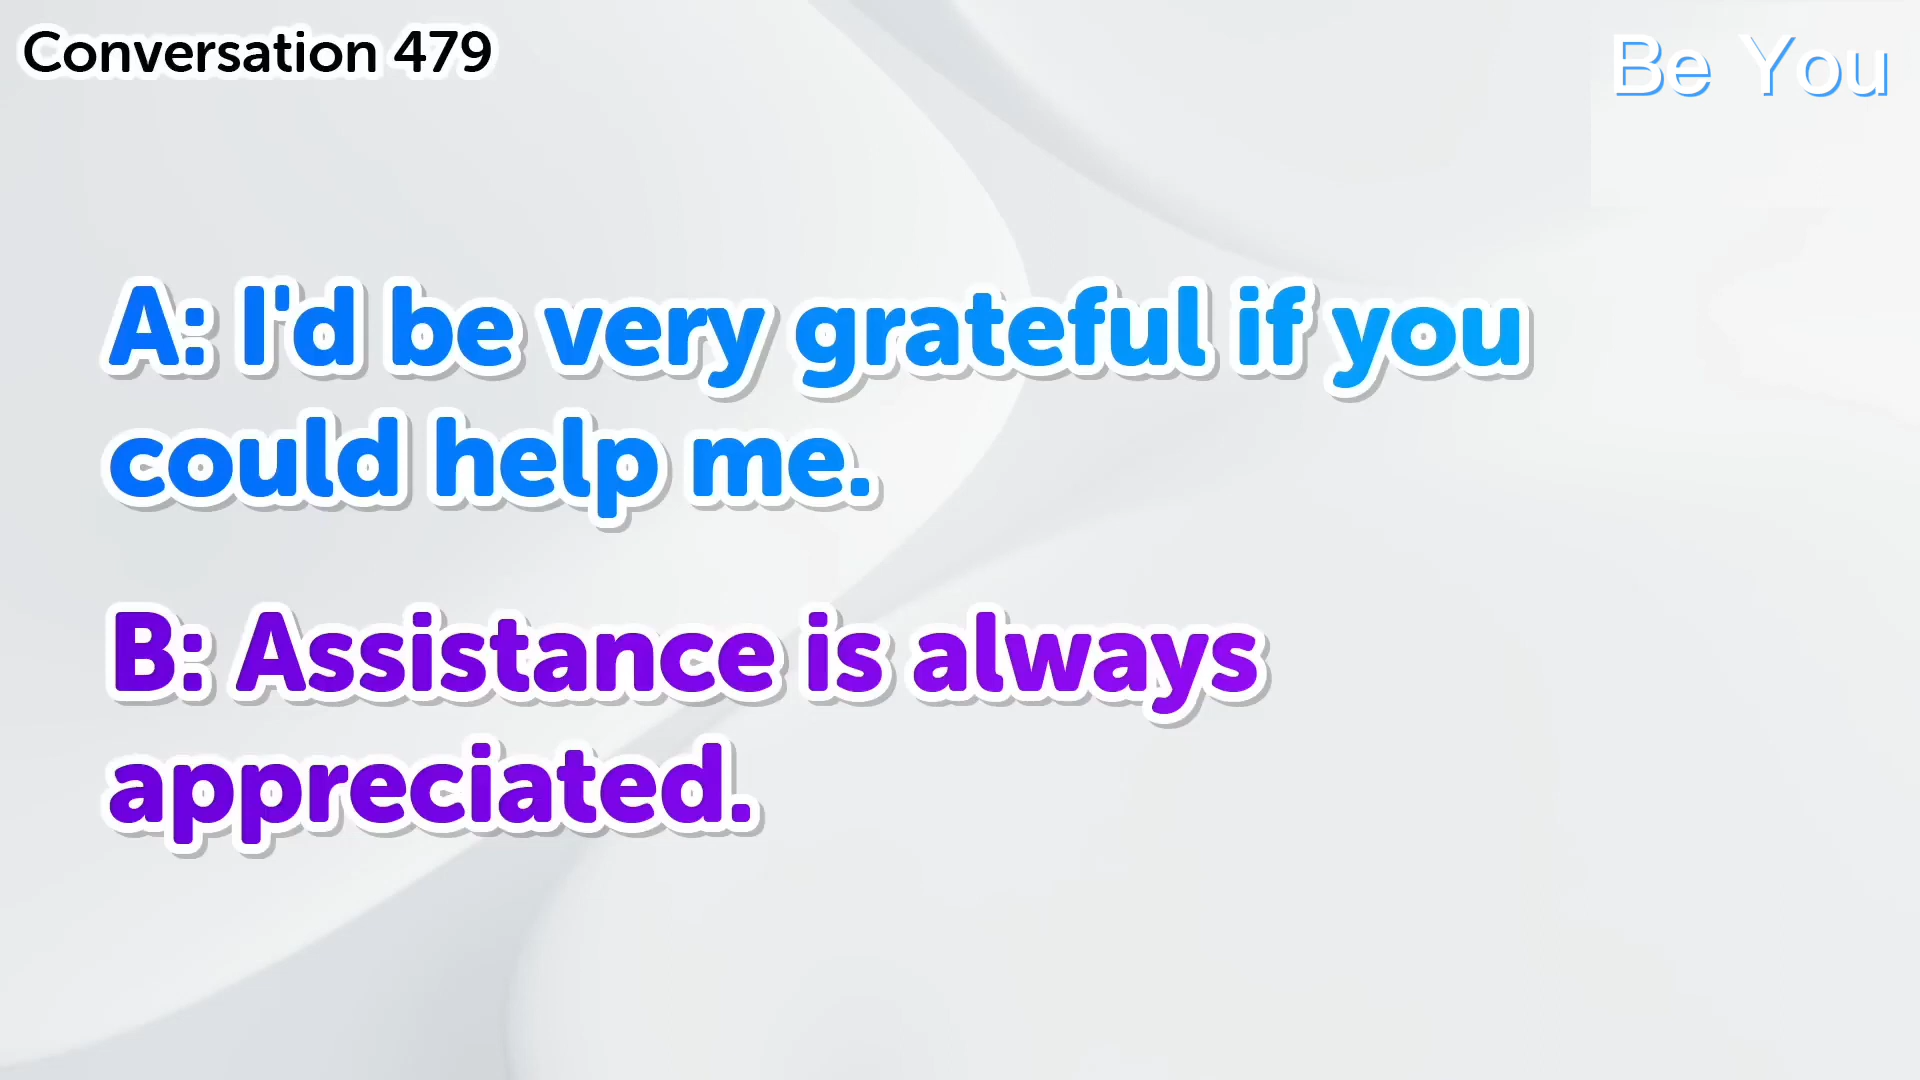 Conversation 479
Be You
A: I'd be very grateful if you
could help me.
B: Assistance is always
appreciated.